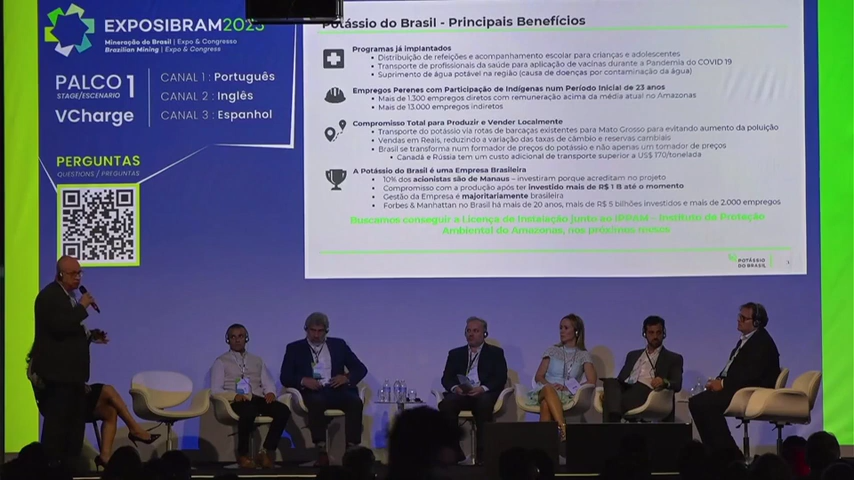 EXPOSIBRAM2023
Mineração do Brasil | Expo & Congresso
Brazilian Mining | Expo & Congress
PALCO 1
STAGE/ESCENARIO
VCharge
CANAL 1 : Português
CANAL 2 : Inglês
CANAL 3 : Espanhol
PERGUNTAS
QUESTIONS / PREGUNTAS
Potássio do Brasil - Principais Benefícios
Programas já implantados
• Distribuição de refeições e acompanhamento escolar para crianças e adolescentes
• Transporte de profissionais da saúde para aplicação de vacinas durante a Pandemia do COVID 19
• Suprimento de água potável na região (causa de doenças por contaminação da água)
Empregos Perenes com Participação de Indígenas num Período Inicial de 23 anos
• Mais de 1.300 empregos diretos com remuneração acima da média atual no Amazonas
• Mais de 13.000 empregos indiretos
Compromisso Total para Produzir e Vender Localmente
• Transporte do potássio via rotas de barcaças existentes para Mato Grosso para evitando aumento da poluição
• Vendas em Reais, reduzindo a variação das taxas de câmbio e reservas cambiais
• Brasil se transforma num formador de preços do potássio e não apenas um tomador de preços
• Canadá e Rússia tem um custo adicional de transporte superior a US$ 170/tonelada
A Potássio do Brasil é uma Empresa Brasileira
• 10% dos acionistas são de Manaus – investiram porque acreditam no projeto
• Compromisso com a produção após ter investido mais de R$ 1 B até o momento
• Gestão da Empresa é majoritariamente brasileira
• Forbes & Manhattan no Brasil há mais de 20 anos, mais de R$ 5 bilhões investidos e mais de 2.000 empregos
Buscamos conseguir a Licença de Instalação junto ao IPAAM – Instituto de Proteção
Ambiental do Amazonas, nos próximos meses
POTÁSSIO
DO BRASIL